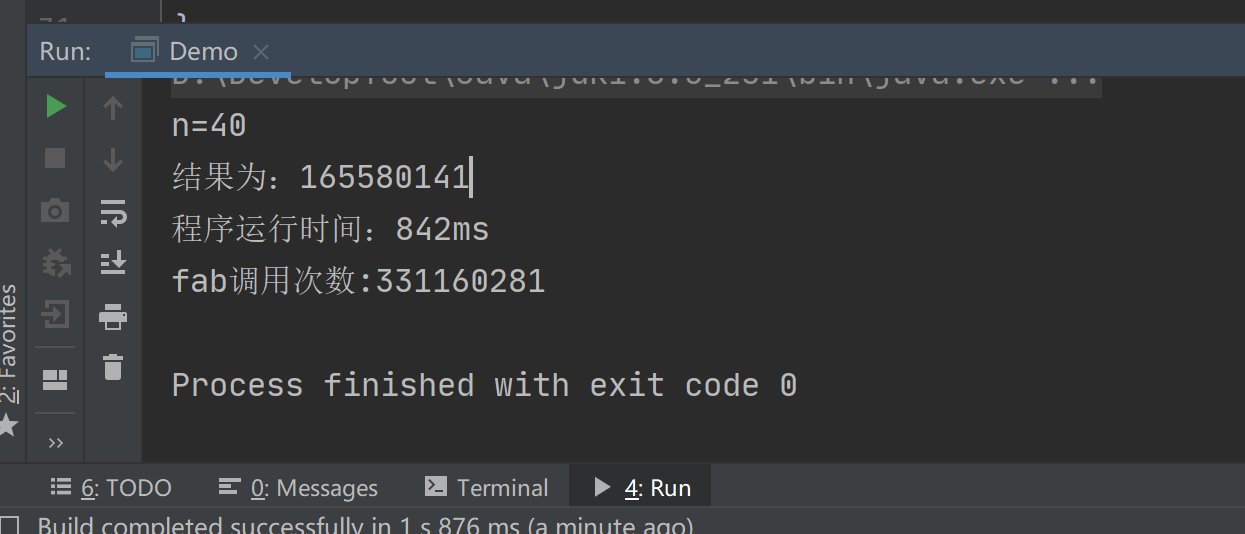 Run: Demo
n=40
结果为：165580141
程序运行时间：842ms
fab调用次数:331160281
Process finished with exit code 0
2: Favorites
6: TODO 0: Messages Terminal 4: Run
Build completed successfully in 1 s 876 ms (a minute ago)